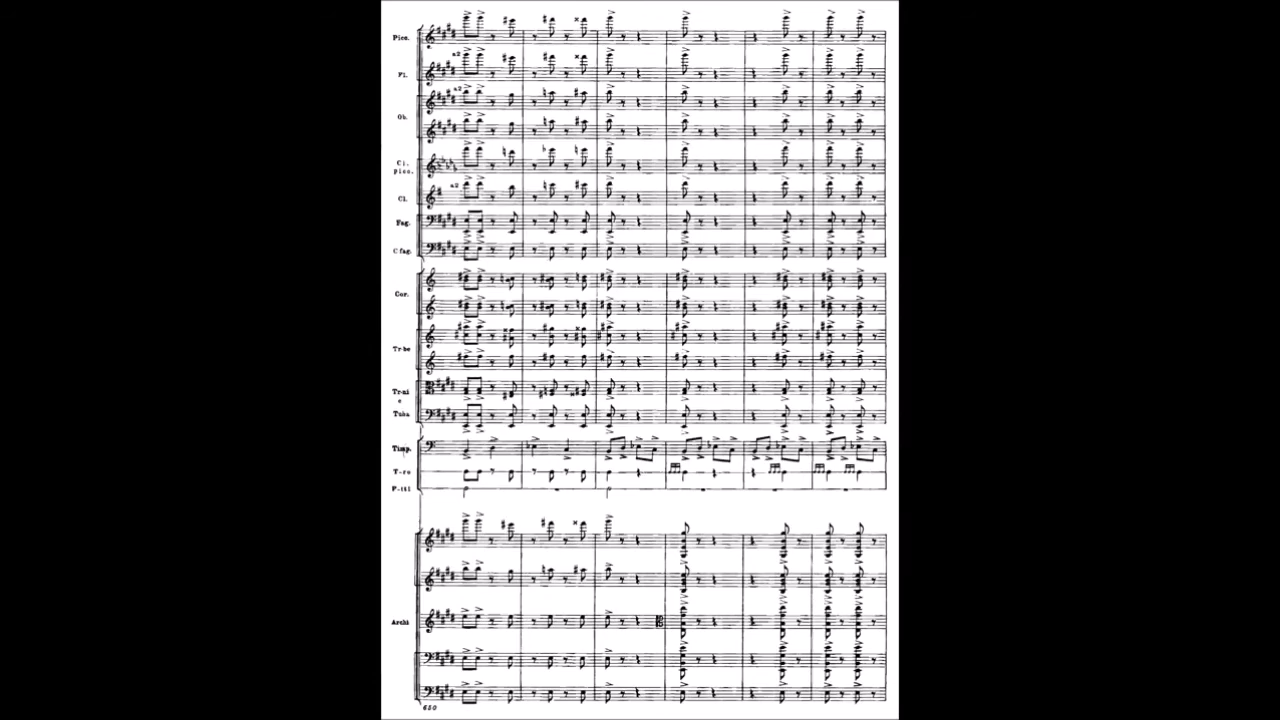 Picc.
a2
Fl.
a2
Ob.
Cl. picc.
a2
Cl.
Fag.
C fag.
Cor.
Tr-be
Tr-ni
e
Tuba
Timp.
T-ro
P-tti
Archi
650